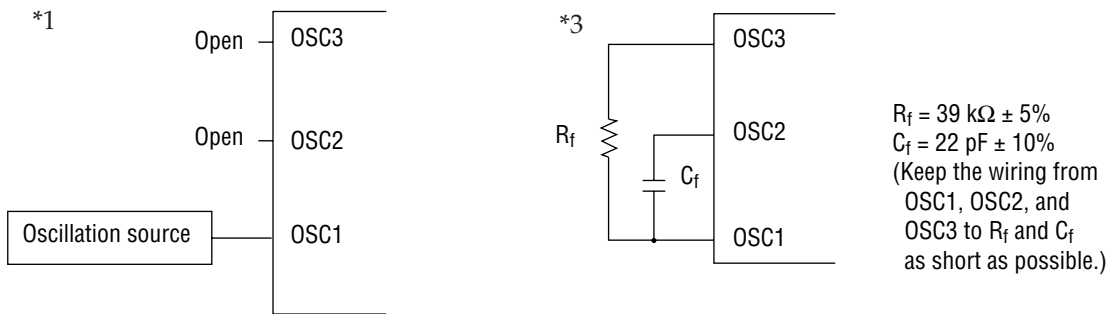 *1
Open
OSC3
Open
OSC2
Oscillation source
OSC1
*3
OSC3
Rf
OSC2
Cf
OSC1
Rf = 39 kΩ ± 5%
Cf = 22 pF ± 10%
(Keep the wiring from
OSC1, OSC2, and
OSC3 to Rf and Cf
as short as possible.)